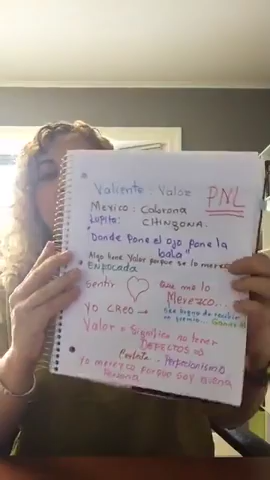 Valiente: Valor
PNL
Mexico: Cabrona
Lupito: CHINGONA.
"Donde pone el ojo pone la
bala"
Algo tiene Valor porque se lo merece
• ENFOCADA
Sentir
Que me lo
Merezco...
Yo CREO →
Valor = Significa no tener
DEFECTOS
Perfecta - Perfeccionismo
Yo merezco porque soy buena
persona